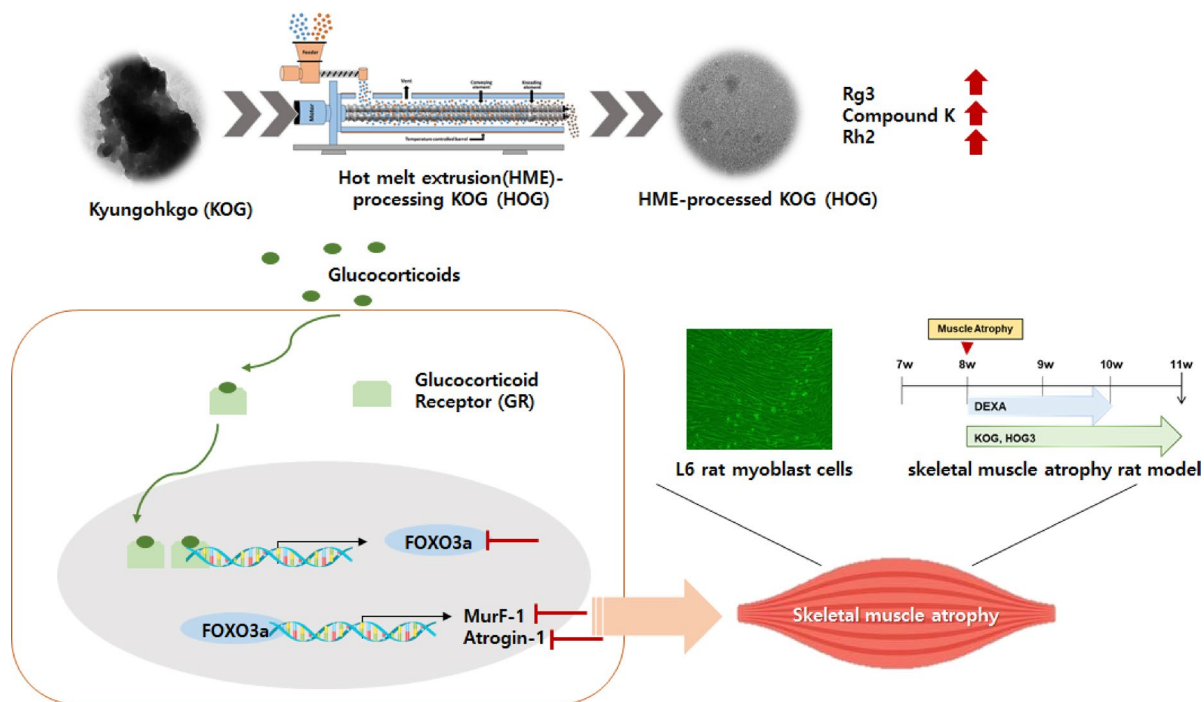 Feeder
Motor
Vent
Conveying
element
Kneading
element
Temperature controlled barrel
Kyungohkgo (KOG)
Hot melt extrusion(HME)-
processing KOG (HOG)
HME-processed KOG (HOG)
Rg3
Compound K
Rh2
Glucocorticoids
Glucocorticoid
Receptor (GR)
FOXO3a
FOXO3a
MurF-1
Atrogin-1
L6 rat myoblast cells
Muscle Atrophy
7w
8w
9w
10w
11w
DEXA
KOG, HOG3
skeletal muscle atrophy rat model
Skeletal muscle atrophy